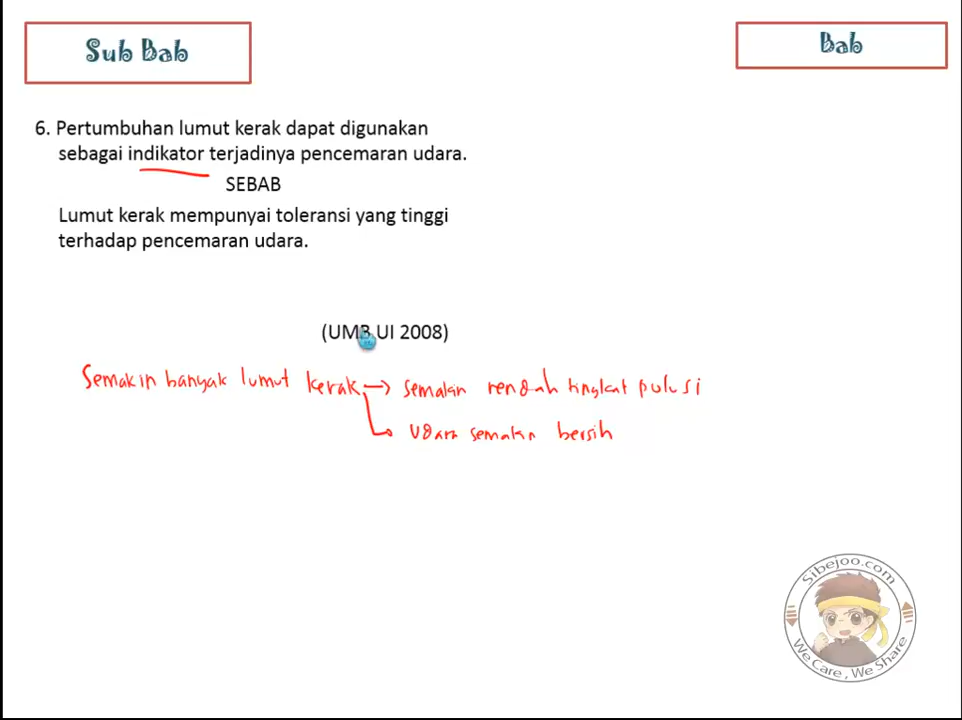 Sub Bab
Bab
6. Pertumbuhan lumut kerak dapat digunakan
sebagai indikator terjadinya pencemaran udara.
SEBAB
Lumut kerak mempunyai toleransi yang tinggi
terhadap pencemaran udara.
(UMB UI 2008)
Semakin banyak lumut kerak → semakin rendah tingkat polusi
→ Udara semakin bersih
Sibejoo.com
We Care, We Share